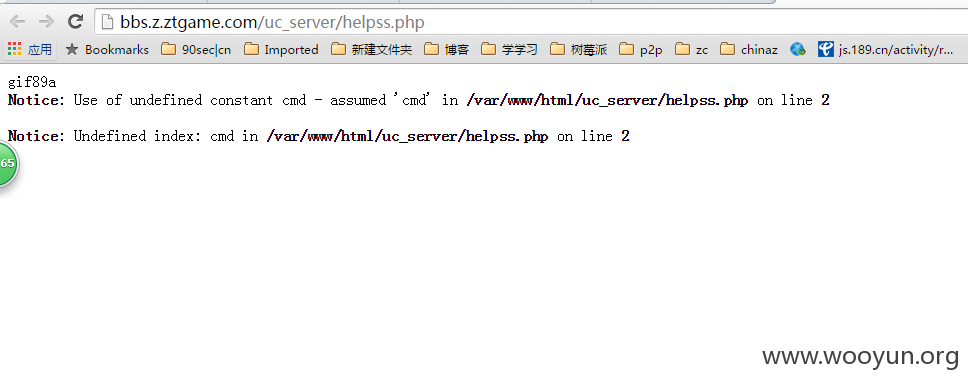 bbs.z.ztgame.com/uc_server/helpss.php
应用 Bookmarks 90sec|cn Imported 新建文件夹 博客 学学习 树莓派 p2p zc chinaz js.189.cn/activity/r...
gif89a
Notice: Use of undefined constant cmd - assumed 'cmd' in /var/www/html/uc_server/helpss.php on line 2
Notice: Undefined index: cmd in /var/www/html/uc_server/helpss.php on line 2
65
www.wooyun.org